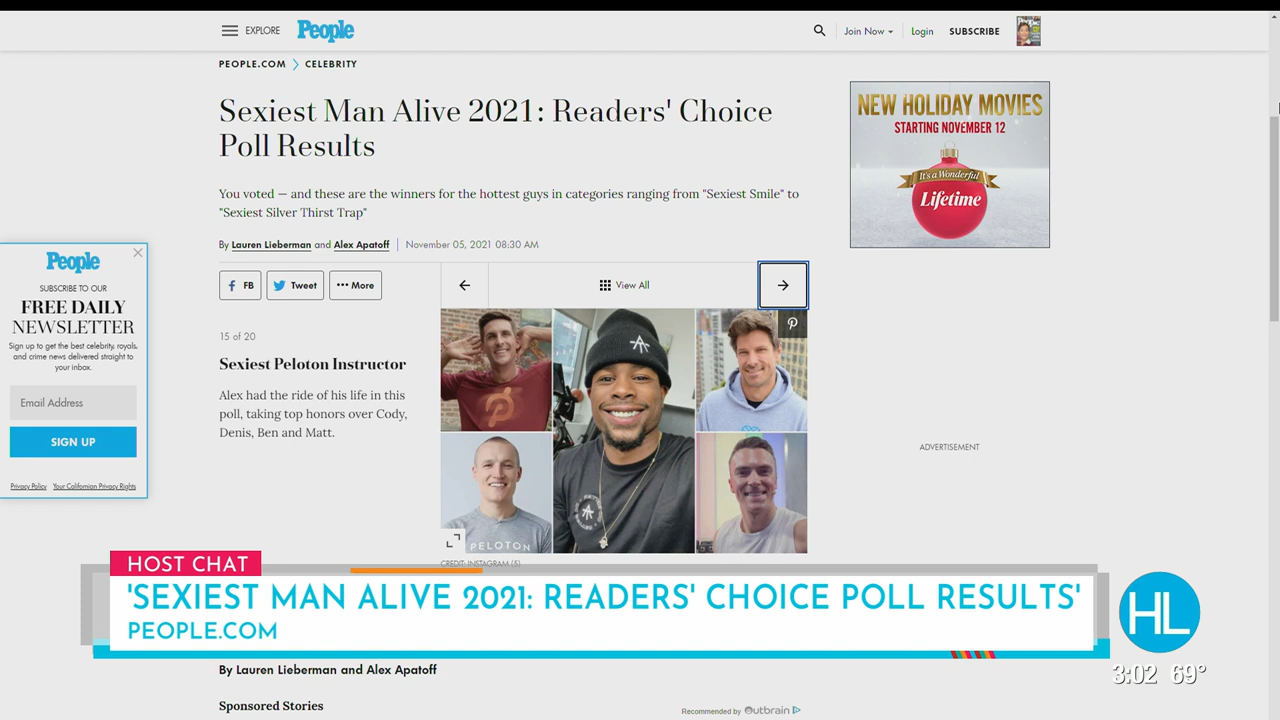 EXPLORE
People
Join Now
Login
SUBSCRIBE
PEOPLE.COM
CELEBRITY
Sexiest Man Alive 2021: Readers' Choice
Poll Results
You voted — and these are the winners for the hottest guys in categories ranging from "Sexiest Smile" to
"Sexiest Silver Thirst Trap"
By Lauren Lieberman and Alex Apatoff
November 05, 2021 08:30 AM
FB
Tweet
••• More
View All
15 of 20
Sexiest Peloton Instructor
Alex had the ride of his life in this
poll, taking top honors over Cody,
Denis, Ben and Matt.
PELOTON
CREDIT: INSTAGRAM (5)
NEW HOLIDAY MOVIES
STARTING NOVEMBER 12
It's a Wonderful
Lifetime
ADVERTISEMENT
People
SUBSCRIBE TO OUR
FREE DAILY
NEWSLETTER
Sign up to get the best celebrity, royals,
and crime news delivered straight to
your inbox.
Email Address
SIGN UP
Privacy Policy
Your Californian Privacy Rights
HOST CHAT
'SEXIEST MAN ALIVE 2021: READERS' CHOICE POLL RESULTS'
PEOPLE.COM
HL
3:02 69°
By Lauren Lieberman and Alex Apatoff
Sponsored Stories
Recommended by Outbrain